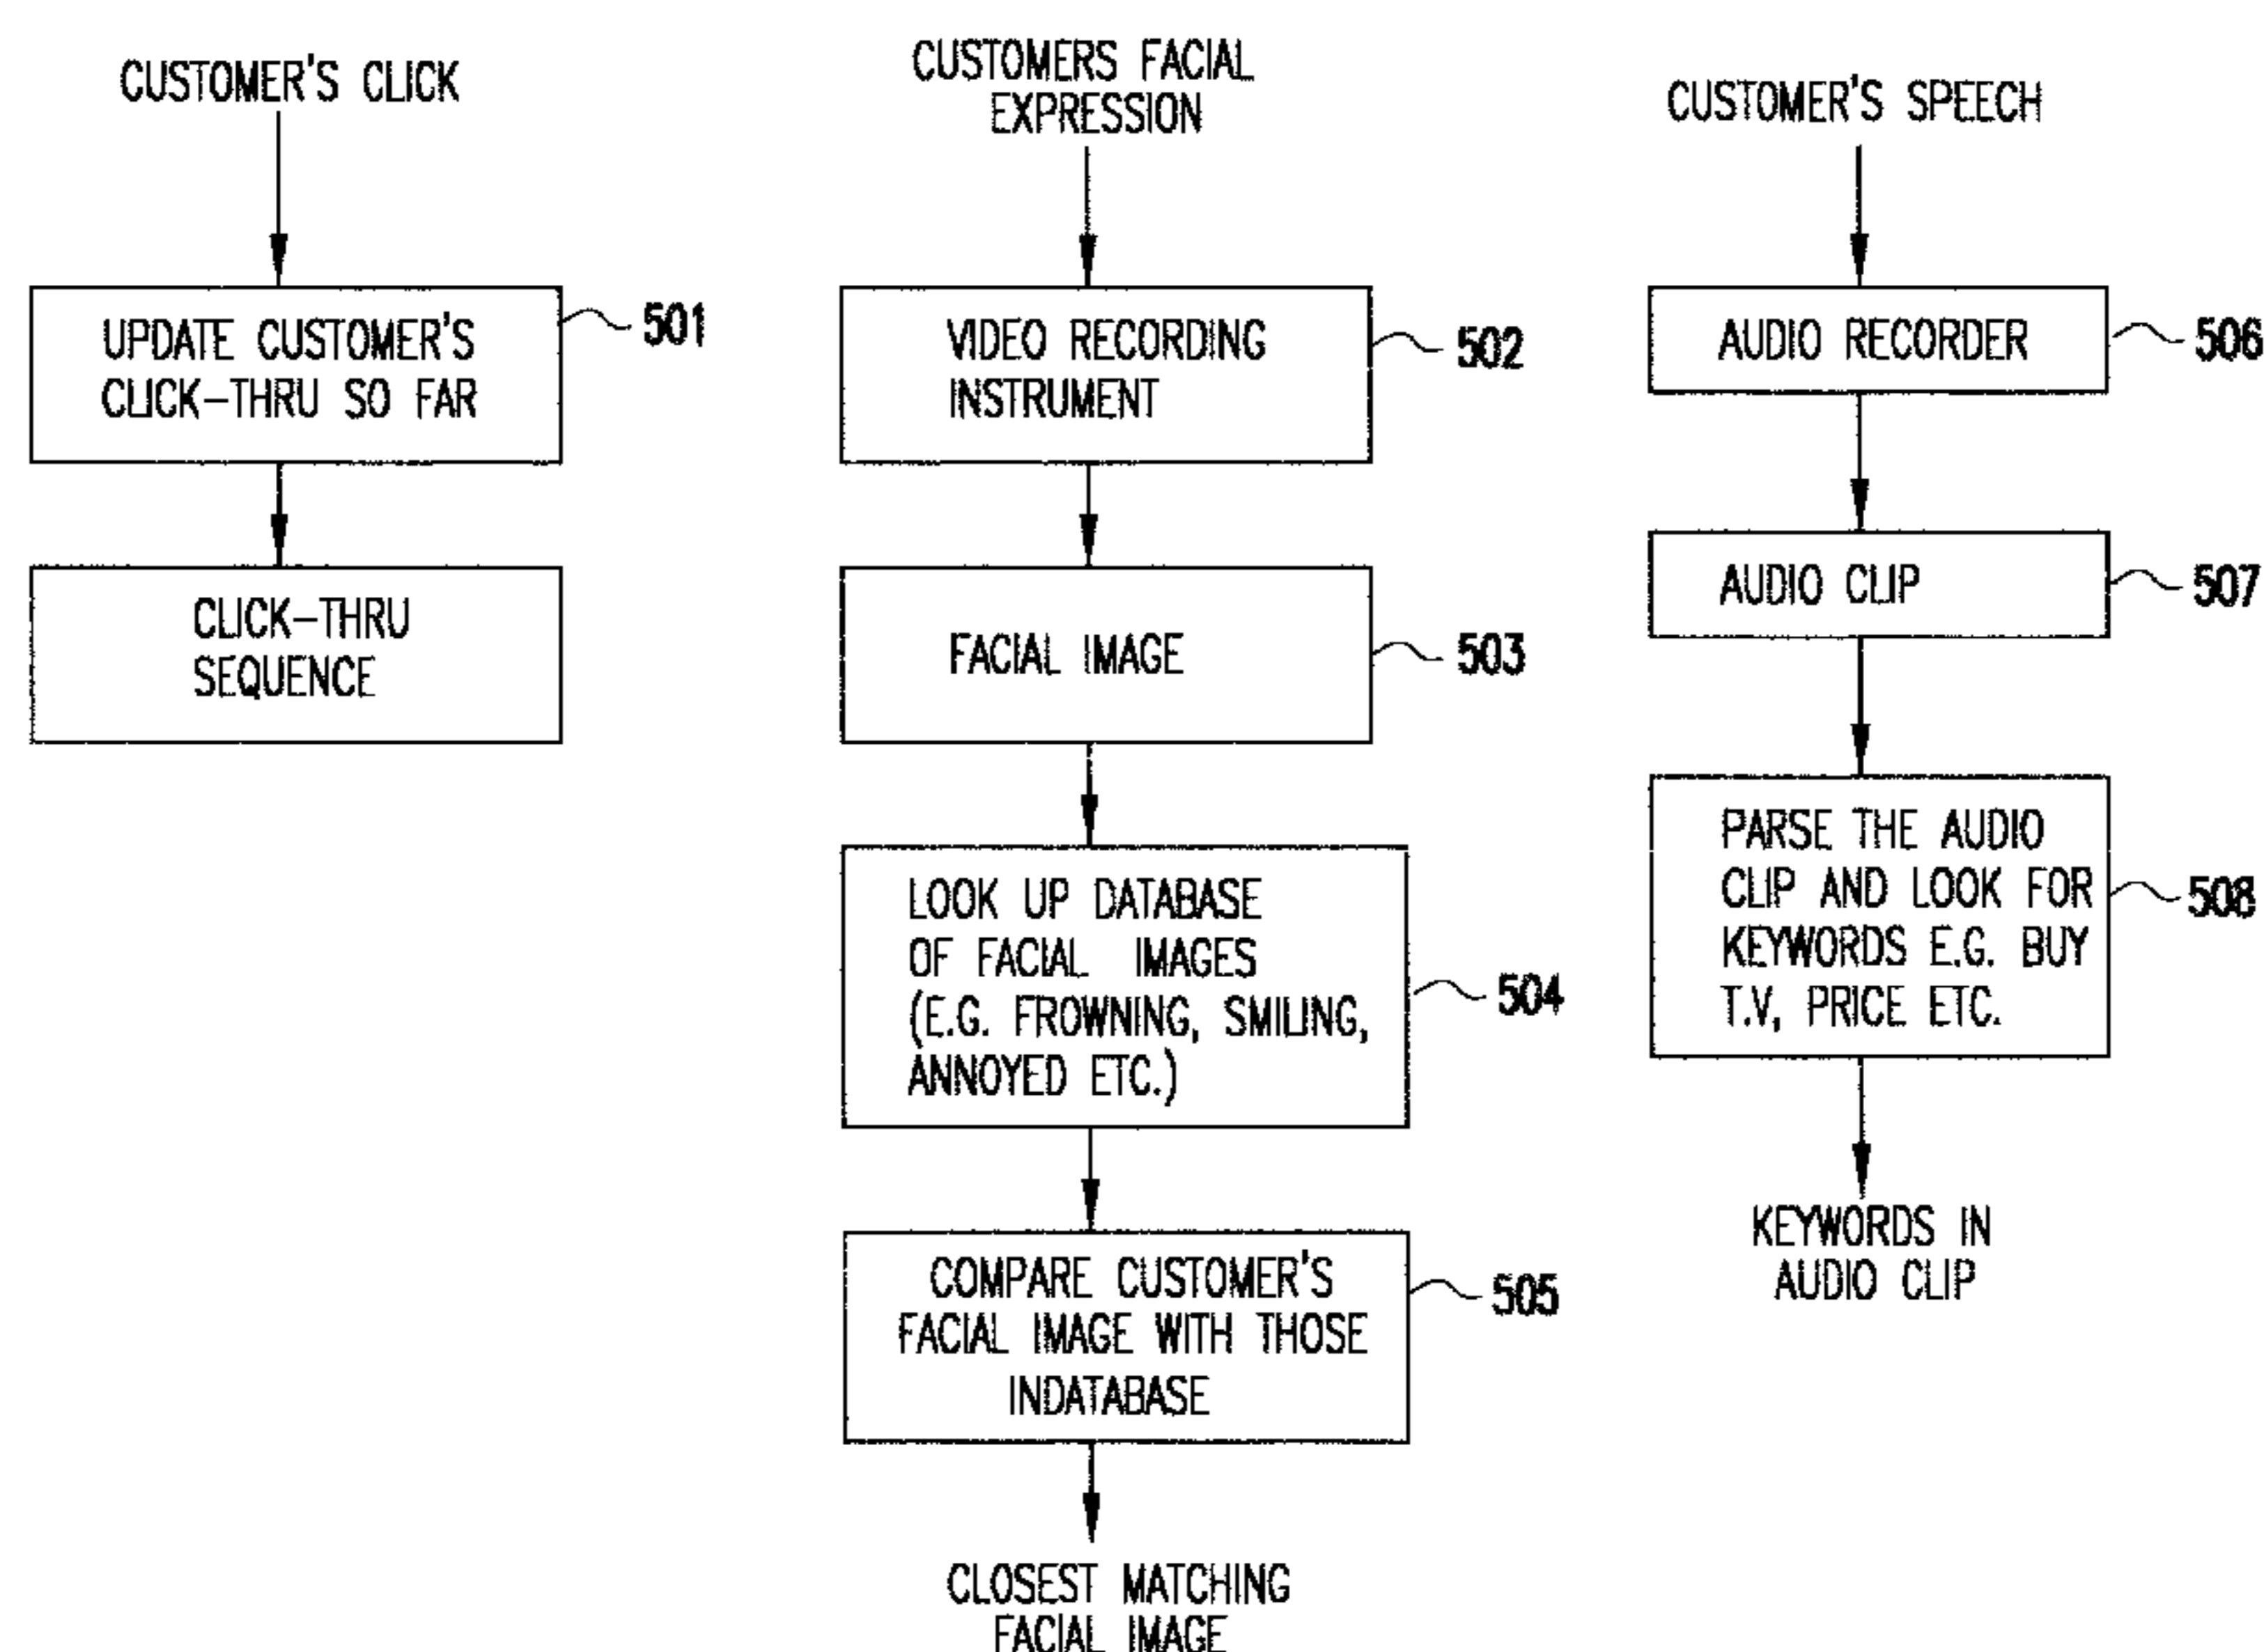 CUSTOMER'S CLICK
UPDATE CUSTOMER'S
CLICK-THRU SO FAR
501
CLICK-THRU
SEQUENCE
CUSTOMERS FACIAL
EXPRESSION
VIDEO RECORDING
INSTRUMENT
502
FACIAL IMAGE
503
LOOK UP DATABASE
OF FACIAL IMAGES
(E.G. FROWNING, SMILING,
ANNOYED ETC.)
504
COMPARE CUSTOMER'S
FACIAL IMAGE WITH THOSE
INDATABASE
505
CLOSEST MATCHING
FACIAL IMAGE
CUSTOMER'S SPEECH
AUDIO RECORDER
506
AUDIO CLIP
507
PARSE THE AUDIO
CLIP AND LOOK FOR
KEYWORDS E.G. BUY
T.V, PRICE ETC.
508
KEYWORDS IN
AUDIO CLIP